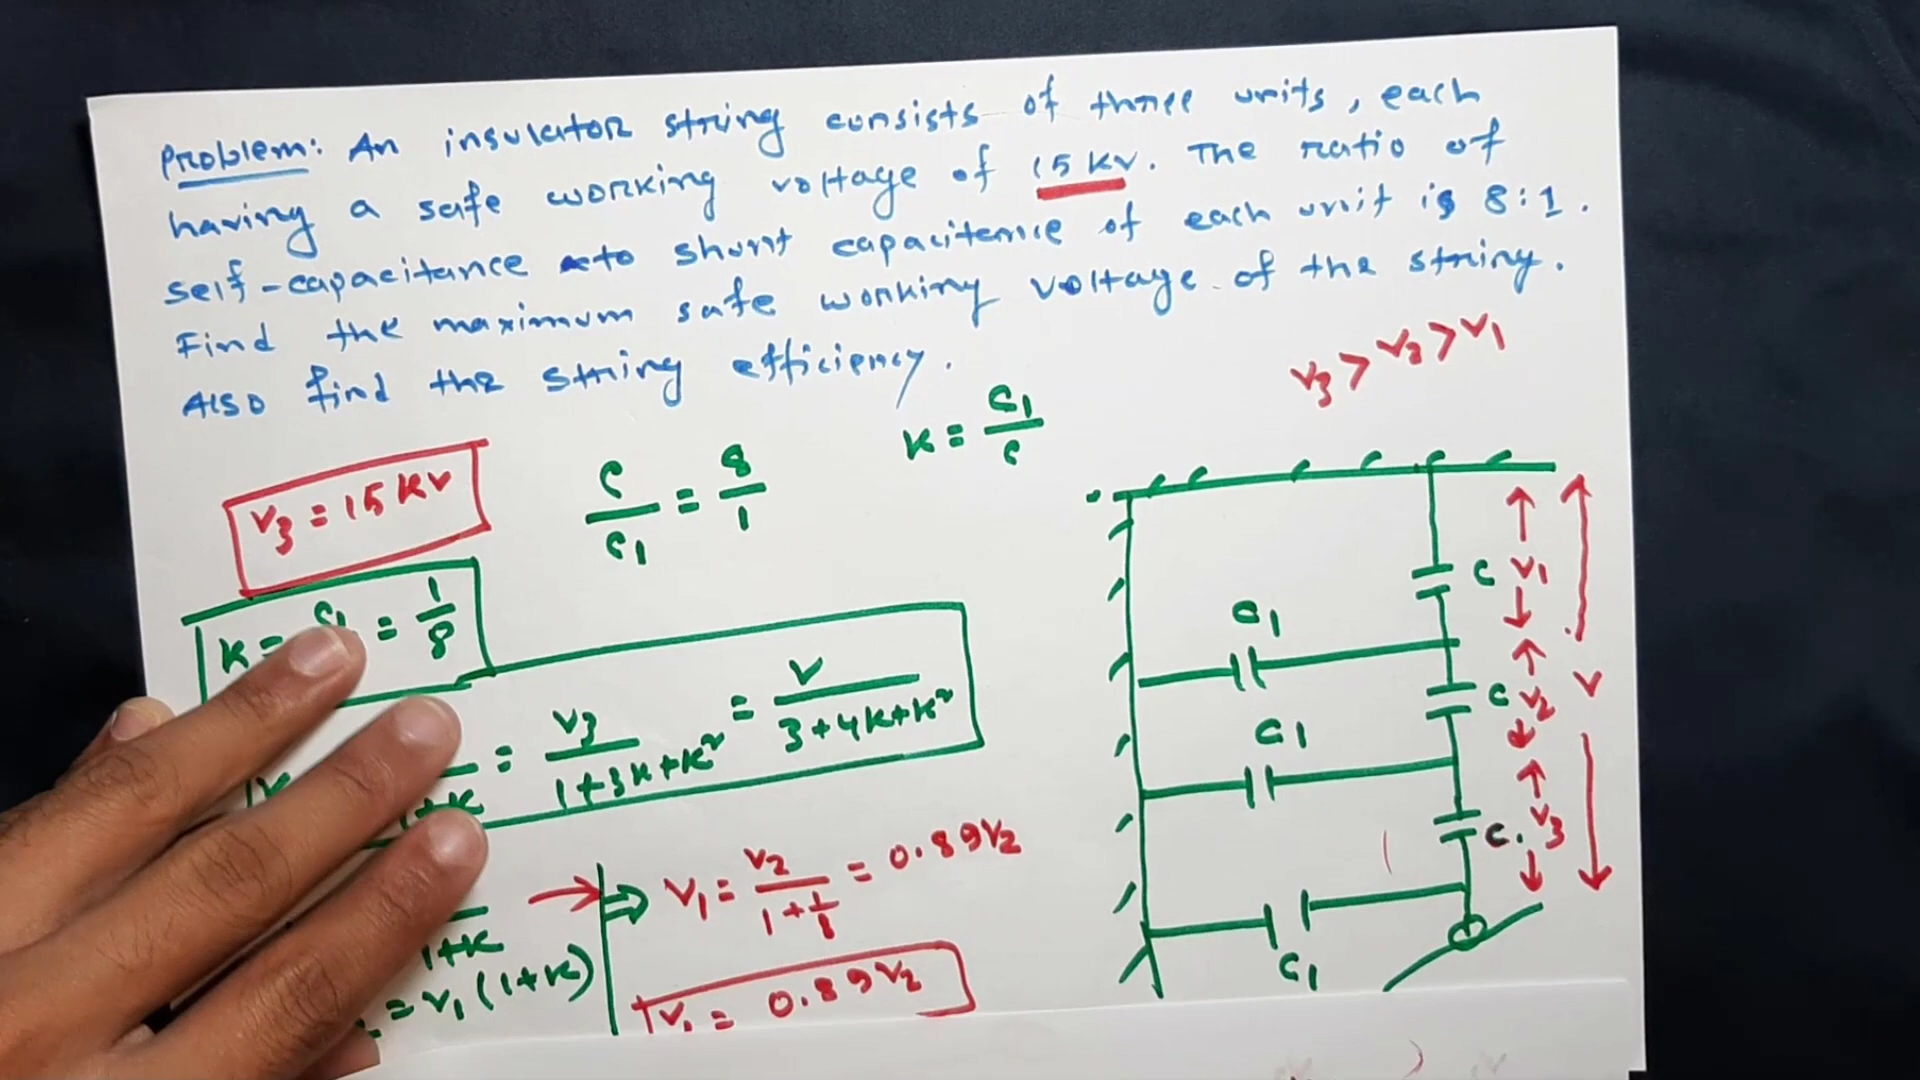 Problem: An insulator string consists of three units, each
having a safe working voltage of 15 kV. The ratio of
self-capacitance to shunt capacitence of each unit is 8:1.
Find the maximum safe working voltage of the string.
Also find the string efficiency.
V3 > V2 > V1
K = C1/C
V3 = 15 KV
C/C1 = 8/1
K = = 1/8
= V3/(1+3K+K²) = V/(3+4K+K²)
⇒ V1 = V2/(1+1/8) = 0.89V2
1+K
= V1 (1+K)
V1 = 0.89V2
C V1
C1
C V2 V
C1
C. V3
C1